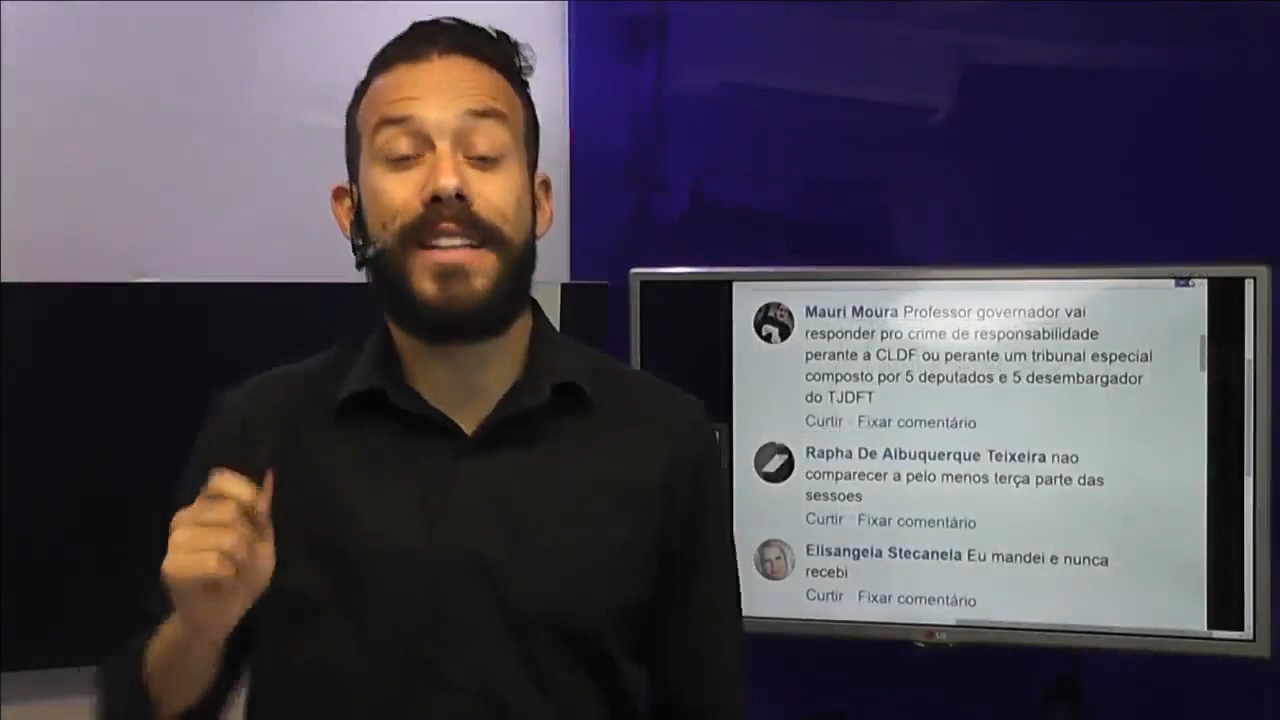 Mauri Moura Professor governador vai
responder pro crime de responsabilidade
perante a CLDF ou perante um tribunal especial
composto por 5 deputados e 5 desembargador
do TJDFT
Curtir · Fixar comentário
Rapha De Albuquerque Teixeira nao
comparecer a pelo menos terça parte das
sessoes
Curtir · Fixar comentário
Elisangela Stecanela Eu mandei e nunca
recebi
Curtir · Fixar comentário
LG